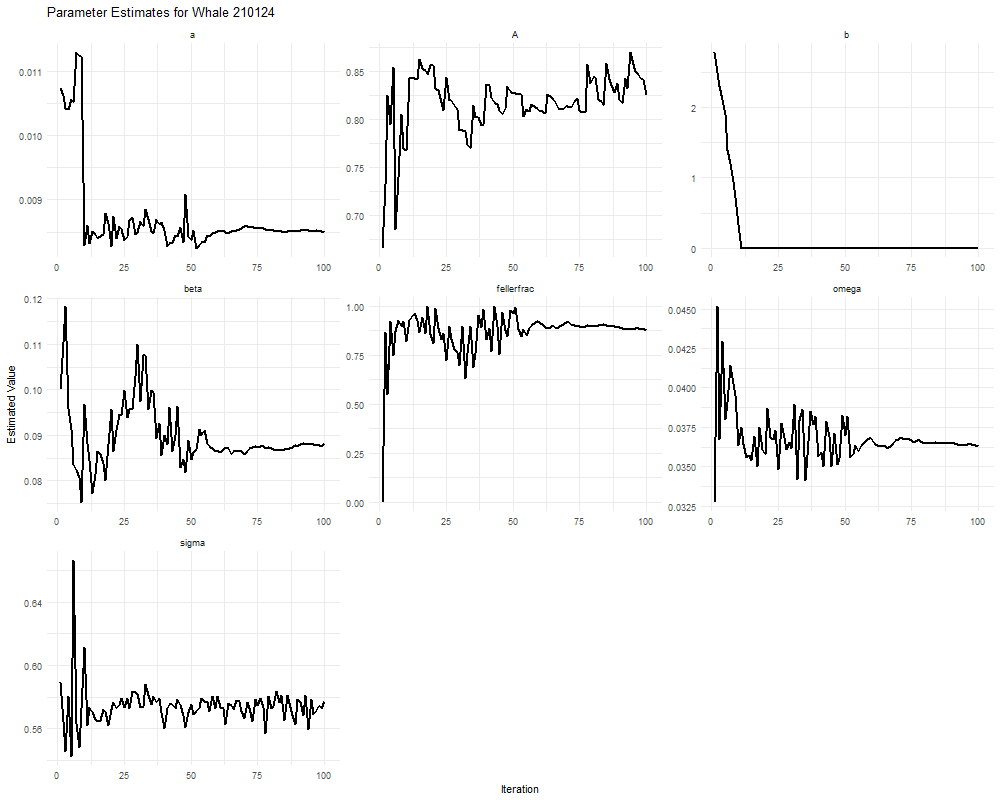 Parameter Estimates for Whale 210124
a A b
0.011
0.010
0.009
0 25 50 75 100
0.85
0.80
0.75
0.70
0 25 50 75 100
2
1
0
0 25 50 75 100
beta fellerfrac omega
0.12
0.11
0.10
0.09
0.08
0 25 50 75 100
1.00
0.75
0.50
0.25
0.00
0 25 50 75 100
0.0450
0.0425
0.0400
0.0375
0.0350
0.0325
0 25 50 75 100
Estimated Value
sigma
0.64
0.60
0.56
0 25 50 75 100
Iteration